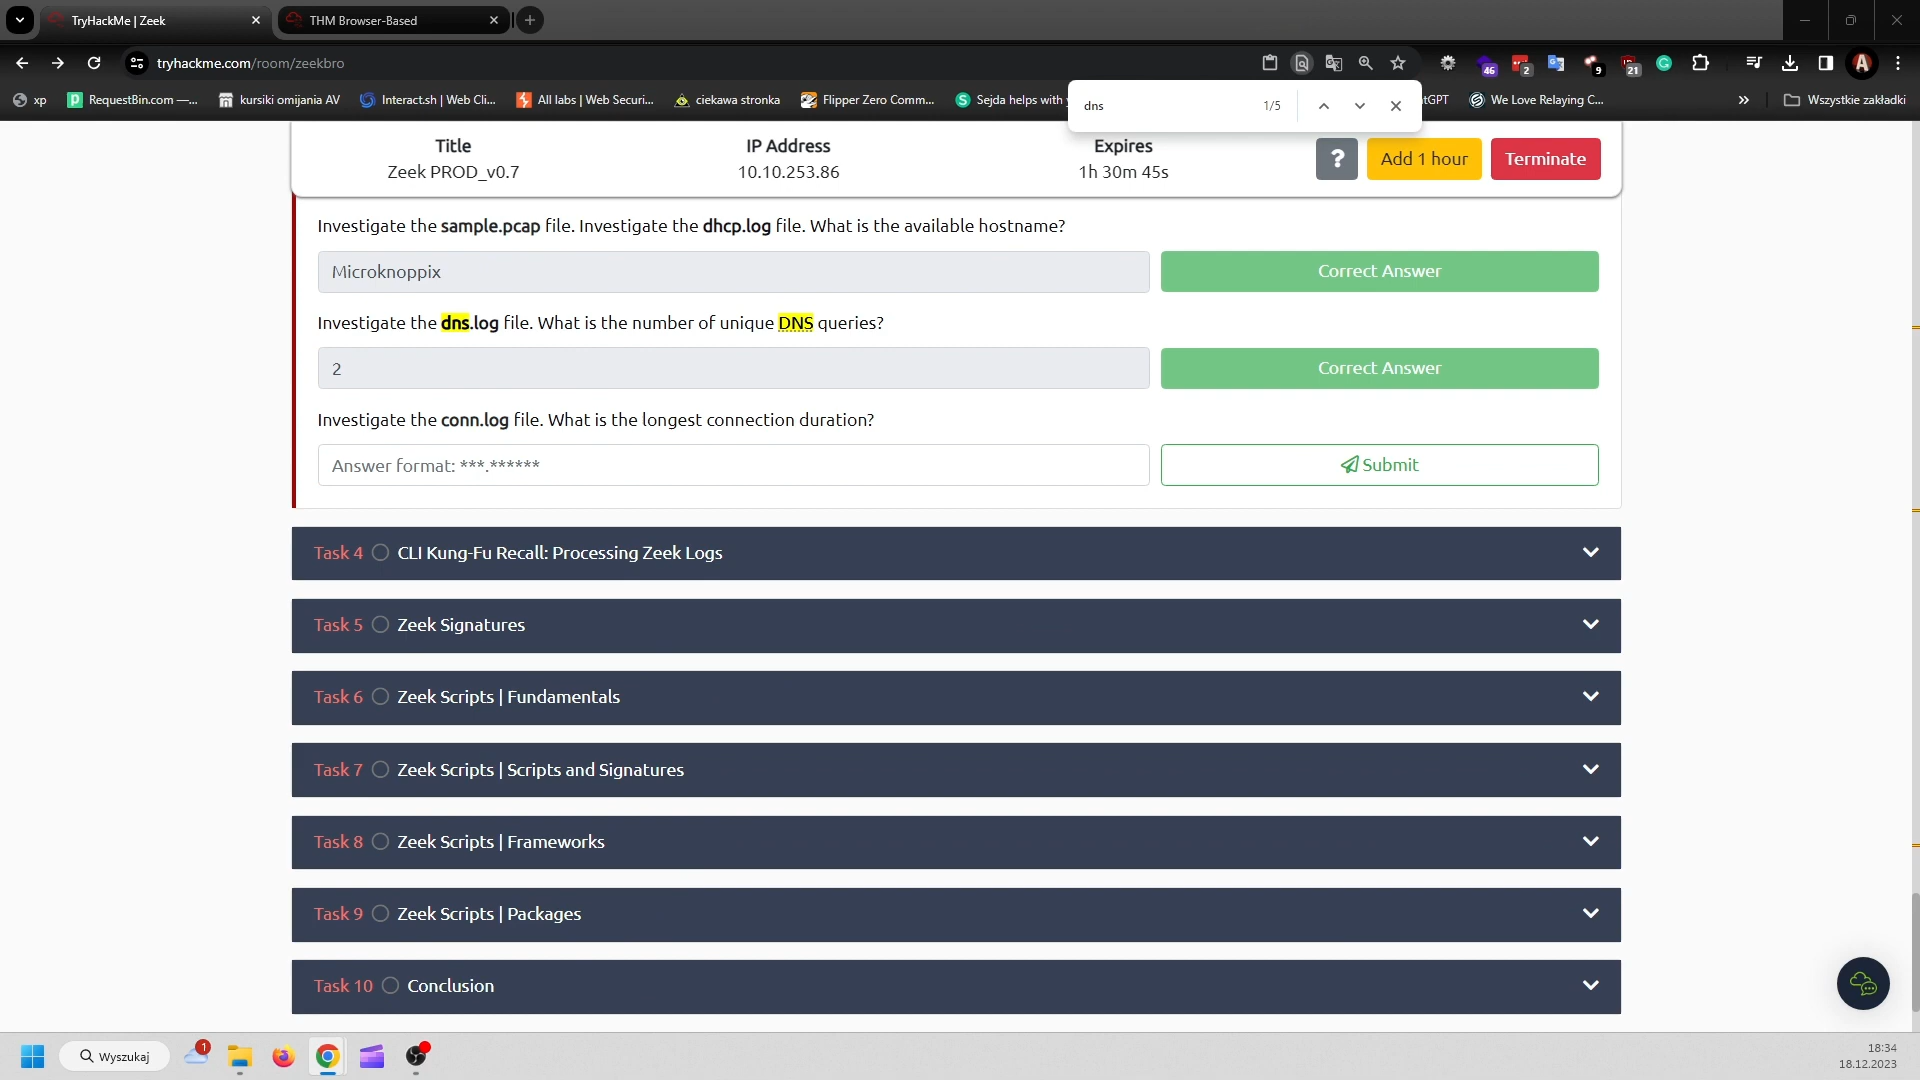 TryHackMe | Zeek
THM Browser-Based
tryhackme.com/room/zeekbro
46
2
9
21
A
xp
RequestBin.com —...
kursiki omijania AV
Interact.sh | Web Cli...
All labs | Web Securi...
ciekawa stronka
Flipper Zero Comm...
Sejda helps with
tGPT
We Love Relaying C...
Wszystkie zakładki
dns
1/5
Title
IP Address
Expires
Zeek PROD_v0.7
10.10.253.86
1h 30m 45s
?
Add 1 hour
Terminate
Investigate the sample.pcap file. Investigate the dhcp.log file. What is the available hostname?
Microknoppix
Correct Answer
Investigate the dns.log file. What is the number of unique DNS queries?
2
Correct Answer
Investigate the conn.log file. What is the longest connection duration?
Answer format: ***.******
Submit
Task 4 CLI Kung-Fu Recall: Processing Zeek Logs
Task 5 Zeek Signatures
Task 6 Zeek Scripts | Fundamentals
Task 7 Zeek Scripts | Scripts and Signatures
Task 8 Zeek Scripts | Frameworks
Task 9 Zeek Scripts | Packages
Task 10 Conclusion
Wyszukaj
1
18:34
18.12.2023